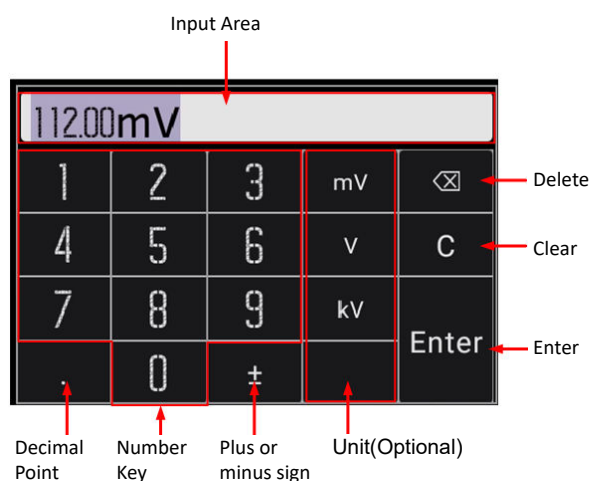 Input Area
112.00mV
1 2 3 mV ⌫ Delete
4 5 6 V C Clear
7 8 9 kV
Enter Enter
. 0 ±
Decimal Point
Number Key
Plus or minus sign
Unit(Optional)